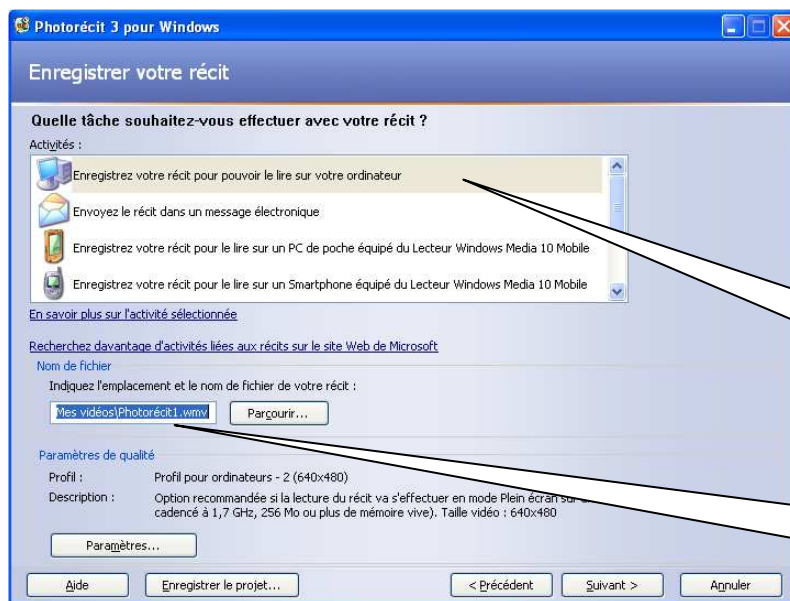 Photorécit 3 pour Windows
Enregistrer votre récit
Quelle tâche souhaitez-vous effectuer avec votre récit ?
Activités :
Enregistrez votre récit pour pouvoir le lire sur votre ordinateur
Envoyez le récit dans un message électronique
Enregistrez votre récit pour le lire sur un PC de poche équipé du Lecteur Windows Media 10 Mobile
Enregistrez votre récit pour le lire sur un Smartphone équipé du Lecteur Windows Media 10 Mobile
En savoir plus sur l'activité sélectionnée
Recherchez davantage d'activités liées aux récits sur le site Web de Microsoft
Nom de fichier
Indiquez l'emplacement et le nom de fichier de votre récit :
Mes vidéos\Photorécit1.wmv Parcourir...
Paramètres de qualité
Profil : Profil pour ordinateurs - 2 (640x480)
Description : Option recommandée si la lecture du récit va s'effectuer en mode Plein écran sur
cadencé à 1,7 GHz, 256 Mo ou plus de mémoire vive). Taille vidéo : 640x480
Paramètres...
Aide Enregistrer le projet... < Précédent Suivant > Annuler